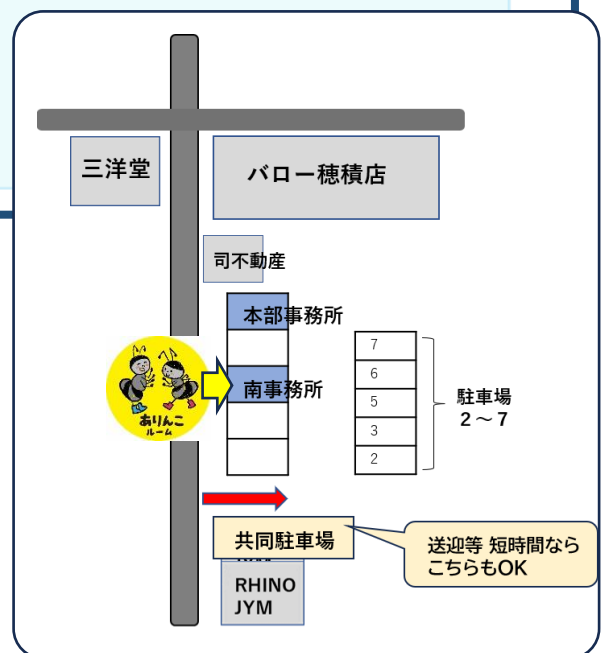 三洋堂
バロー穂積店
司不動産
本部事務所
南事務所
ありんこ
ルーム
7
6
5
3
2
駐車場
2～7
共同駐車場
送迎等 短時間なら
こちらもOK
RHINO
JYM